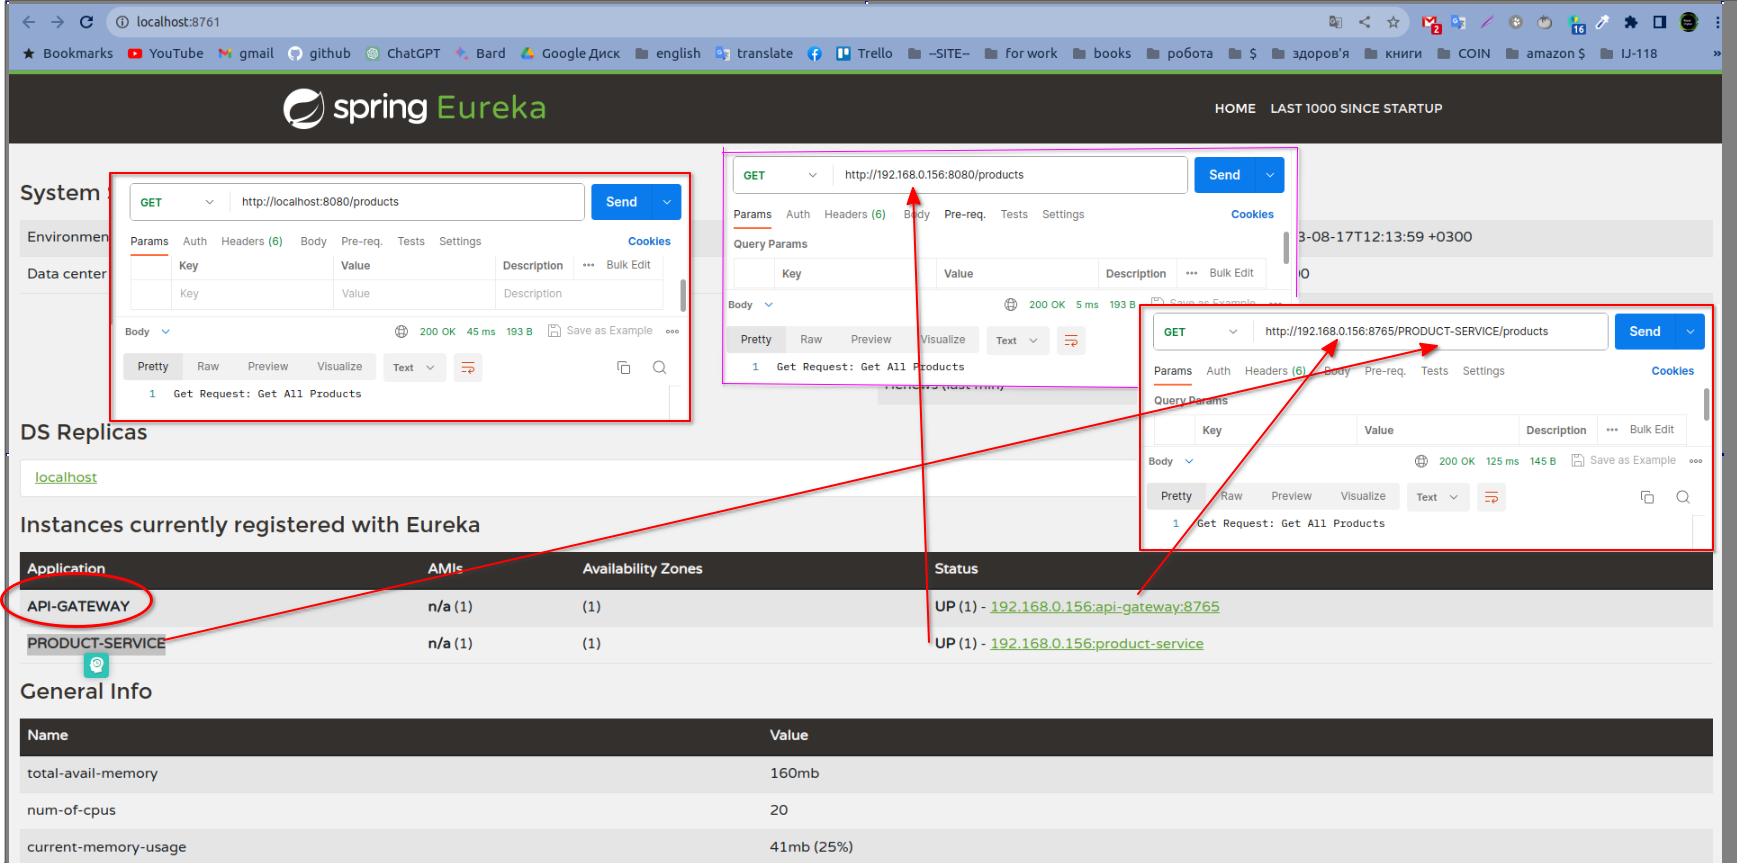 localhost:8761
2
16
Bookmarks YouTube gmail github ChatGPT Bard Google Диск english translate Trello --SITE-- for work books робота $ здоров'я книги COIN amazon $ IJ-118 »
spring Eureka
HOME LAST 1000 SINCE STARTUP
System
Environmen
Data center
3-08-17T12:13:59 +0300
GET http://localhost:8080/products Send
Params Auth Headers (6) Body Pre-req. Tests Settings Cookies
Key Value Description ••• Bulk Edit
Key Value Description
Body 200 OK 45 ms 193 B Save as Example
Pretty Raw Preview Visualize Text
1 Get Request: Get All Products
GET http://192.168.0.156:8080/products Send
Params Auth Headers (6) Body Pre-req. Tests Settings Cookies
Query Params
Key Value Description ••• Bulk Edit
Body 200 OK 5 ms 193 B Save as Example
Pretty Raw Preview Visualize Text
1 Get Request: Get All Products
Renews (last min)
GET http://192.168.0.156:8765/PRODUCT-SERVICE/products Send
Params Auth Headers (6) Body Pre-req. Tests Settings Cookies
Query Params
Key Value Description ••• Bulk Edit
Body 200 OK 125 ms 145 B Save as Example
Pretty Raw Preview Visualize Text
1 Get Request: Get All Products
DS Replicas
localhost
Instances currently registered with Eureka
Application AMIs Availability Zones Status
API-GATEWAY n/a (1) (1) UP (1) - 192.168.0.156:api-gateway:8765
PRODUCT-SERVICE n/a (1) (1) UP (1) - 192.168.0.156:product-service
General Info
Name Value
total-avail-memory 160mb
num-of-cpus 20
current-memory-usage 41mb (25%)